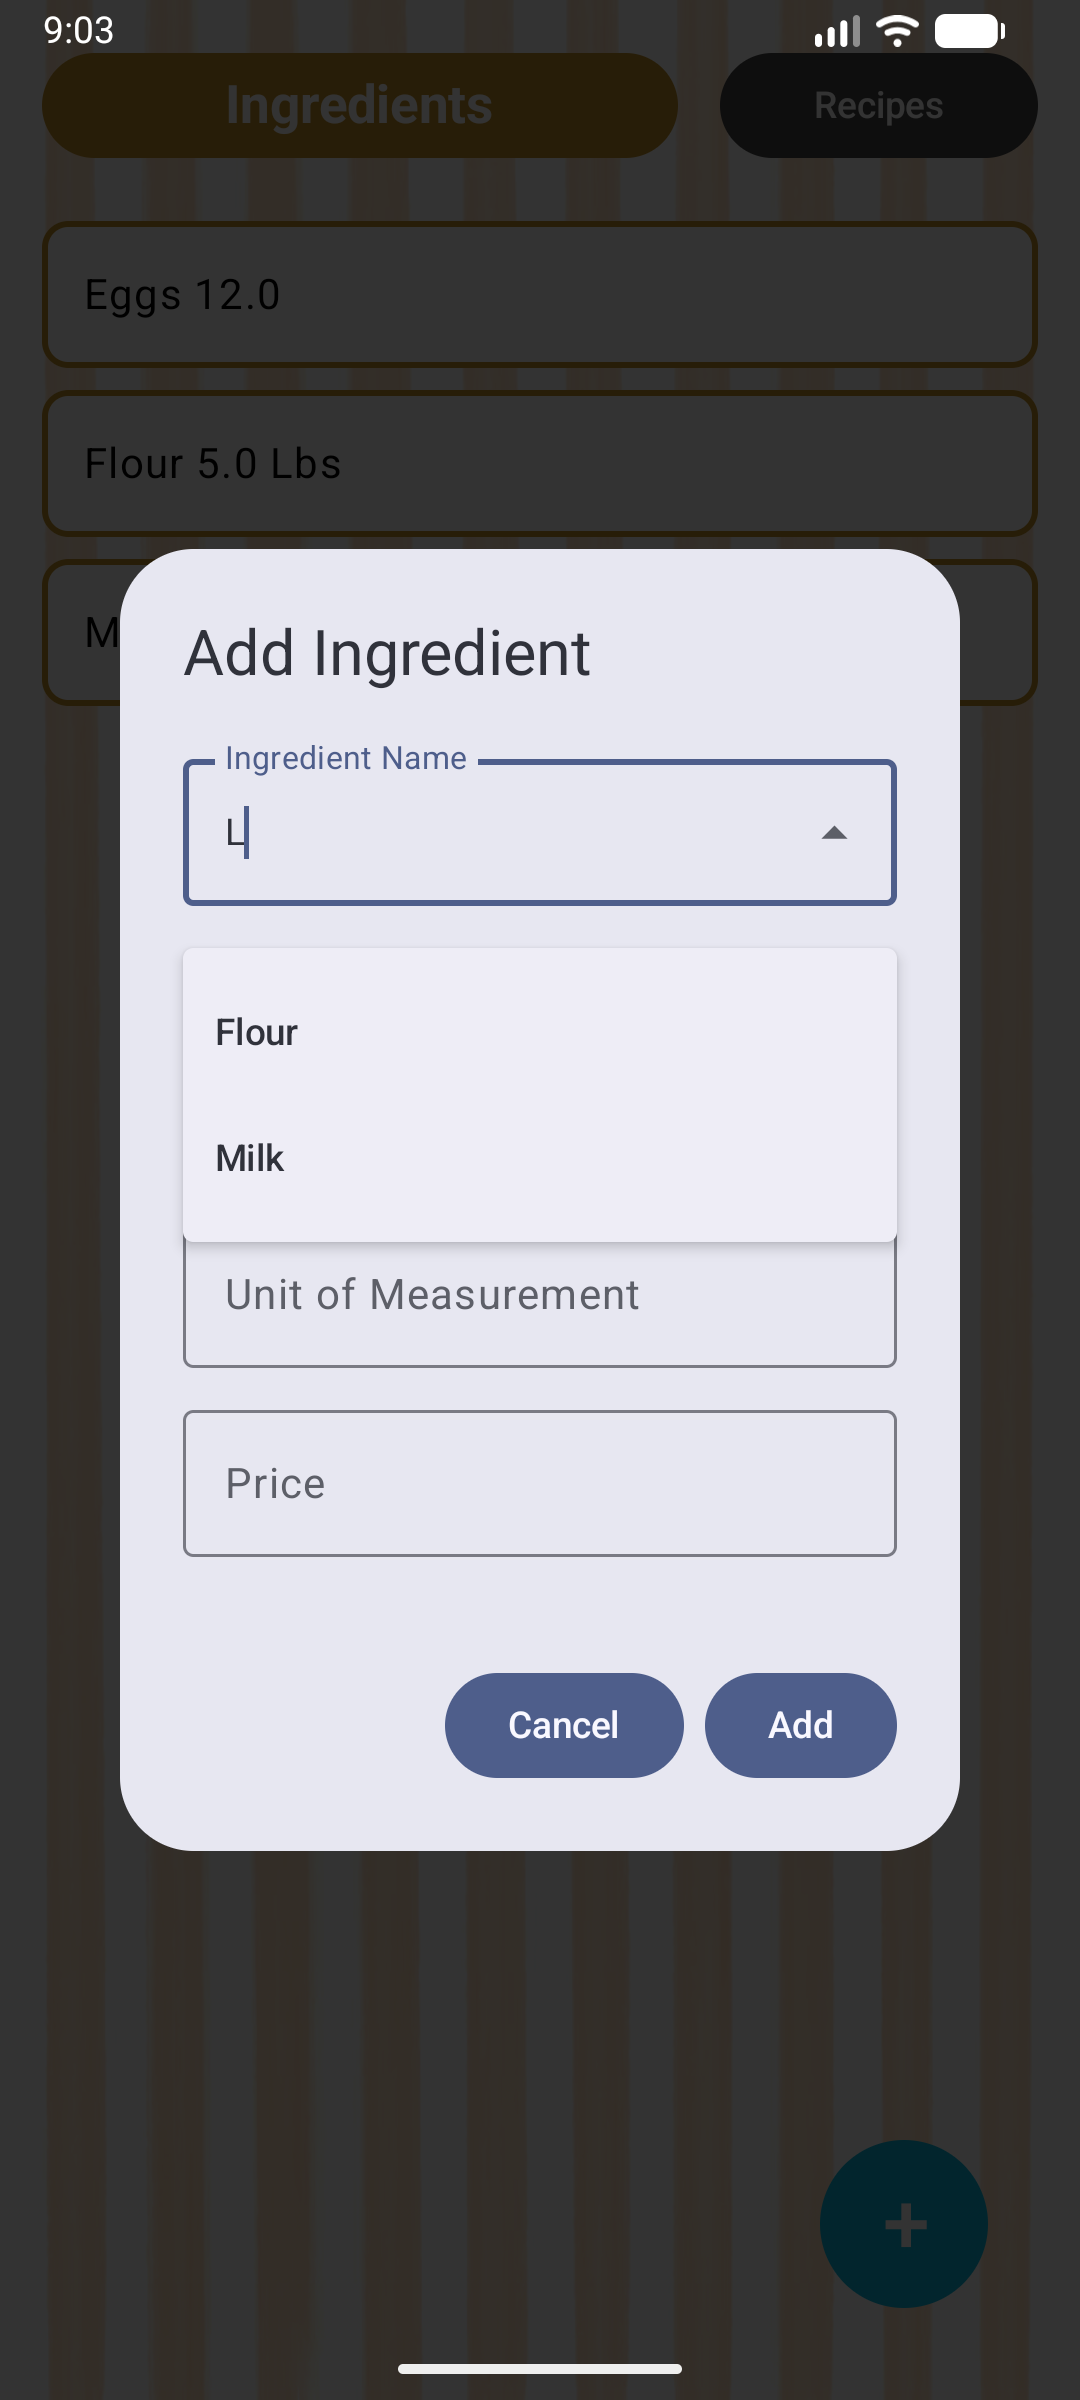 9:03
Ingredients
Recipes
Eggs 12.0
Flour 5.0 Lbs
M
Add Ingredient
Ingredient Name
L
Flour
Milk
Unit of Measurement
Price
Cancel
Add
+